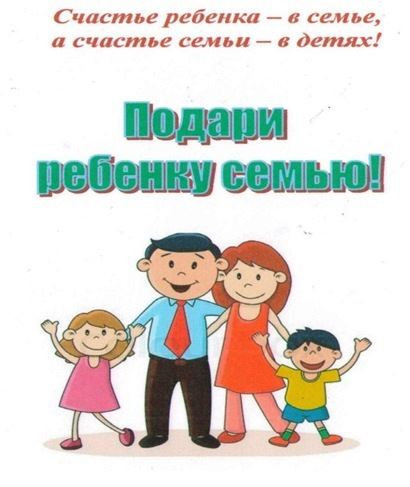 Счастье ребенка – в семье,
а счастье семьи – в детях!
Подари
ребенку семью!